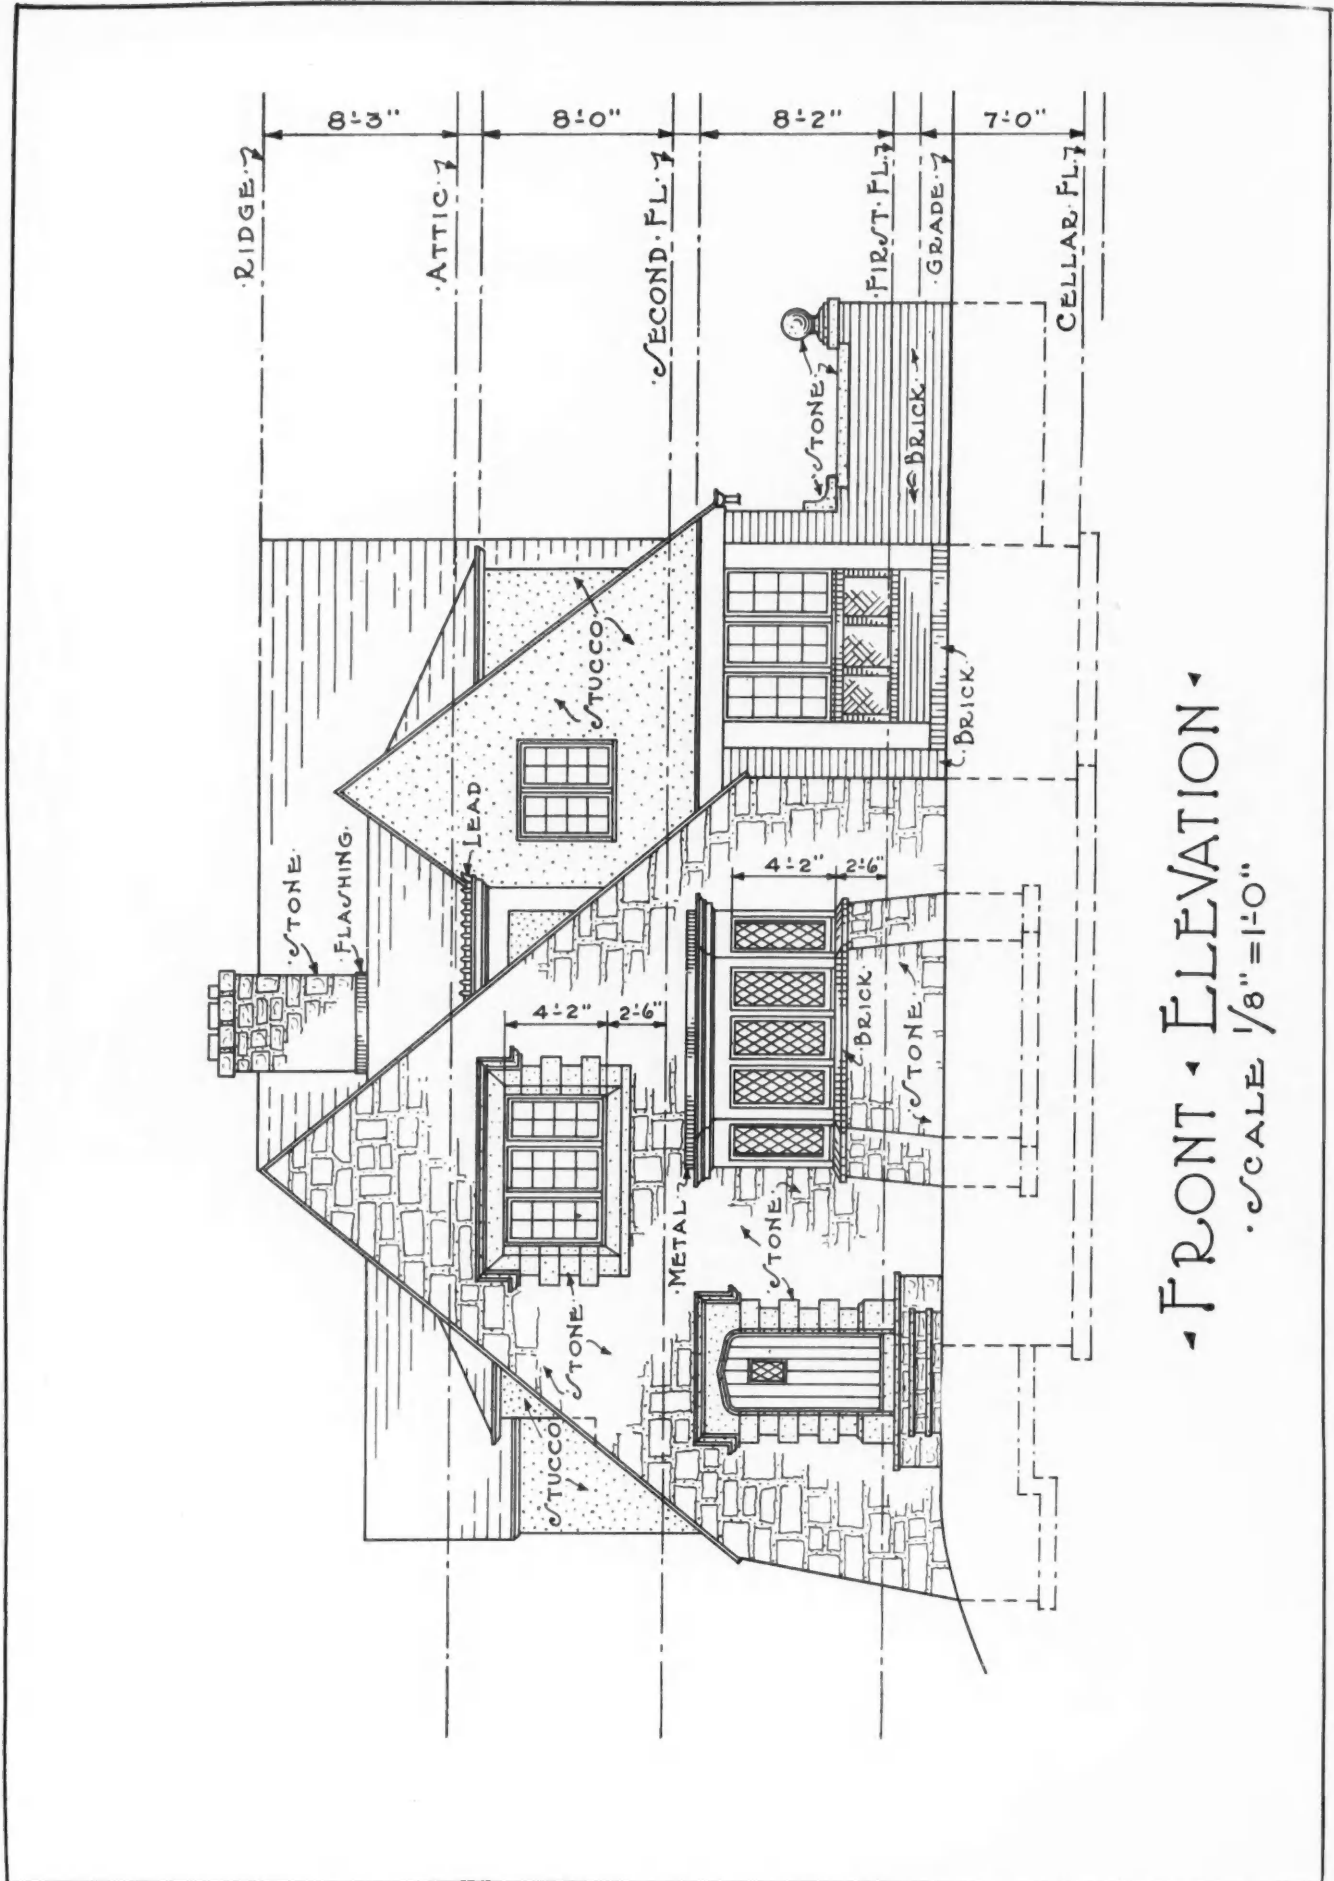 8'-3"
8'-0"
8'-2"
7'-0"
·RIDGE·
·ATTIC·
·SECOND·FL·
·FIRST·FL·
·GRADE·
CELLAR·FL·
·STONE·
·FLASHING·
·LEAD
·STUCCO·
·STONE·
·BRICK·
·BRICK·
4'-2"
2'-6"
4'-2"
2'-6"
·BRICK
·STONE·
·METAL
·STONE·
·STONE·
·STUCCO
·FRONT·ELEVATION·
·SCALE 1/8"=1'-0"